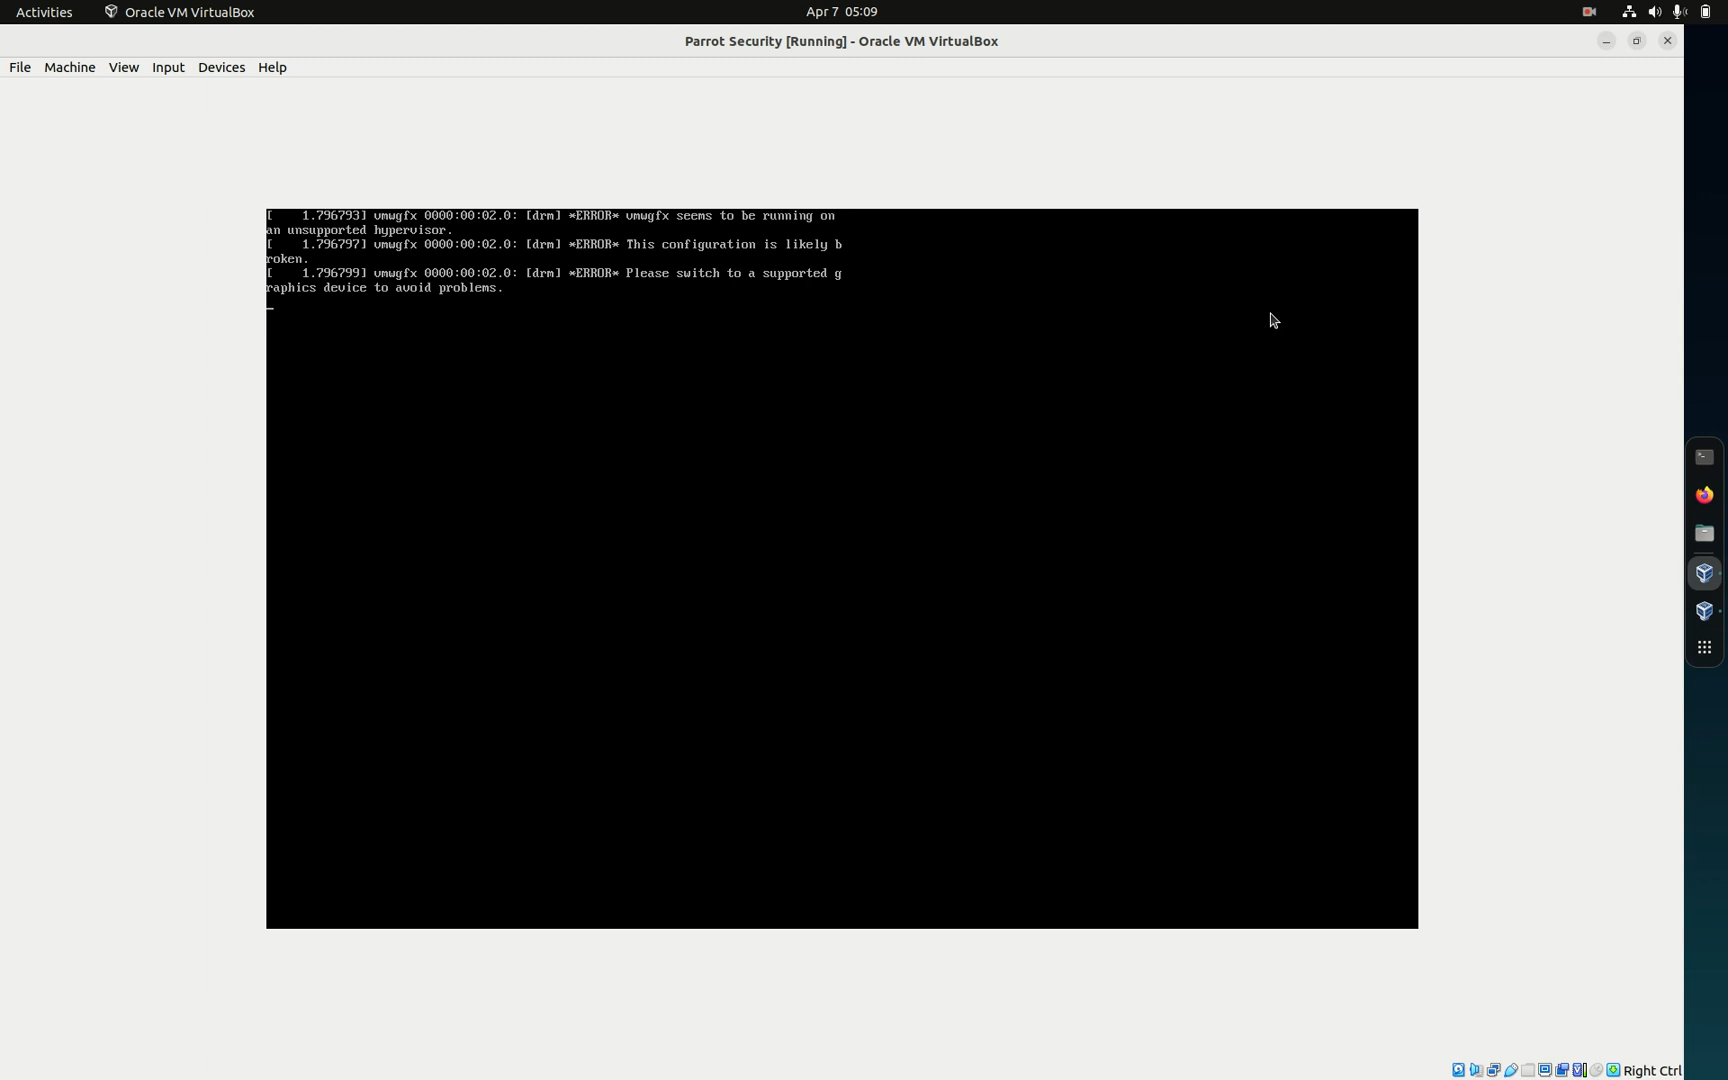 Activities
Oracle VM VirtualBox
Apr 7 05:09
Parrot Security [Running] - Oracle VM VirtualBox
File Machine View Input Devices Help
[    1.796793] vmwgfx 0000:00:02.0: [drm] *ERROR* vmwgfx seems to be running on
an unsupported hypervisor.
[    1.796797] vmwgfx 0000:00:02.0: [drm] *ERROR* This configuration is likely b
roken.
[    1.796799] vmwgfx 0000:00:02.0: [drm] *ERROR* Please switch to a supported g
raphics device to avoid problems.
Right Ctrl